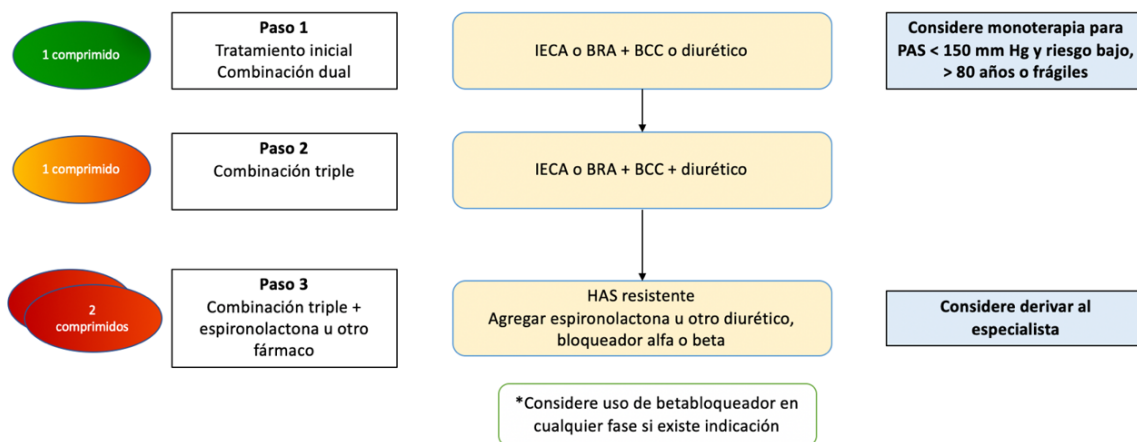 1 comprimido
Paso 1
Tratamiento inicial
Combinación dual
IECA o BRA + BCC o diurético
Considere monoterapia para
PAS < 150 mm Hg y riesgo bajo,
> 80 años o frágiles
1 comprimido
Paso 2
Combinación triple
IECA o BRA + BCC + diurético
2
comprimidos
Paso 3
Combinación triple +
espironolactona u otro
fármaco
HAS resistente
Agregar espironolactona u otro diurético,
bloqueador alfa o beta
Considere derivar al
especialista
*Considere uso de betabloqueador en
cualquier fase si existe indicación